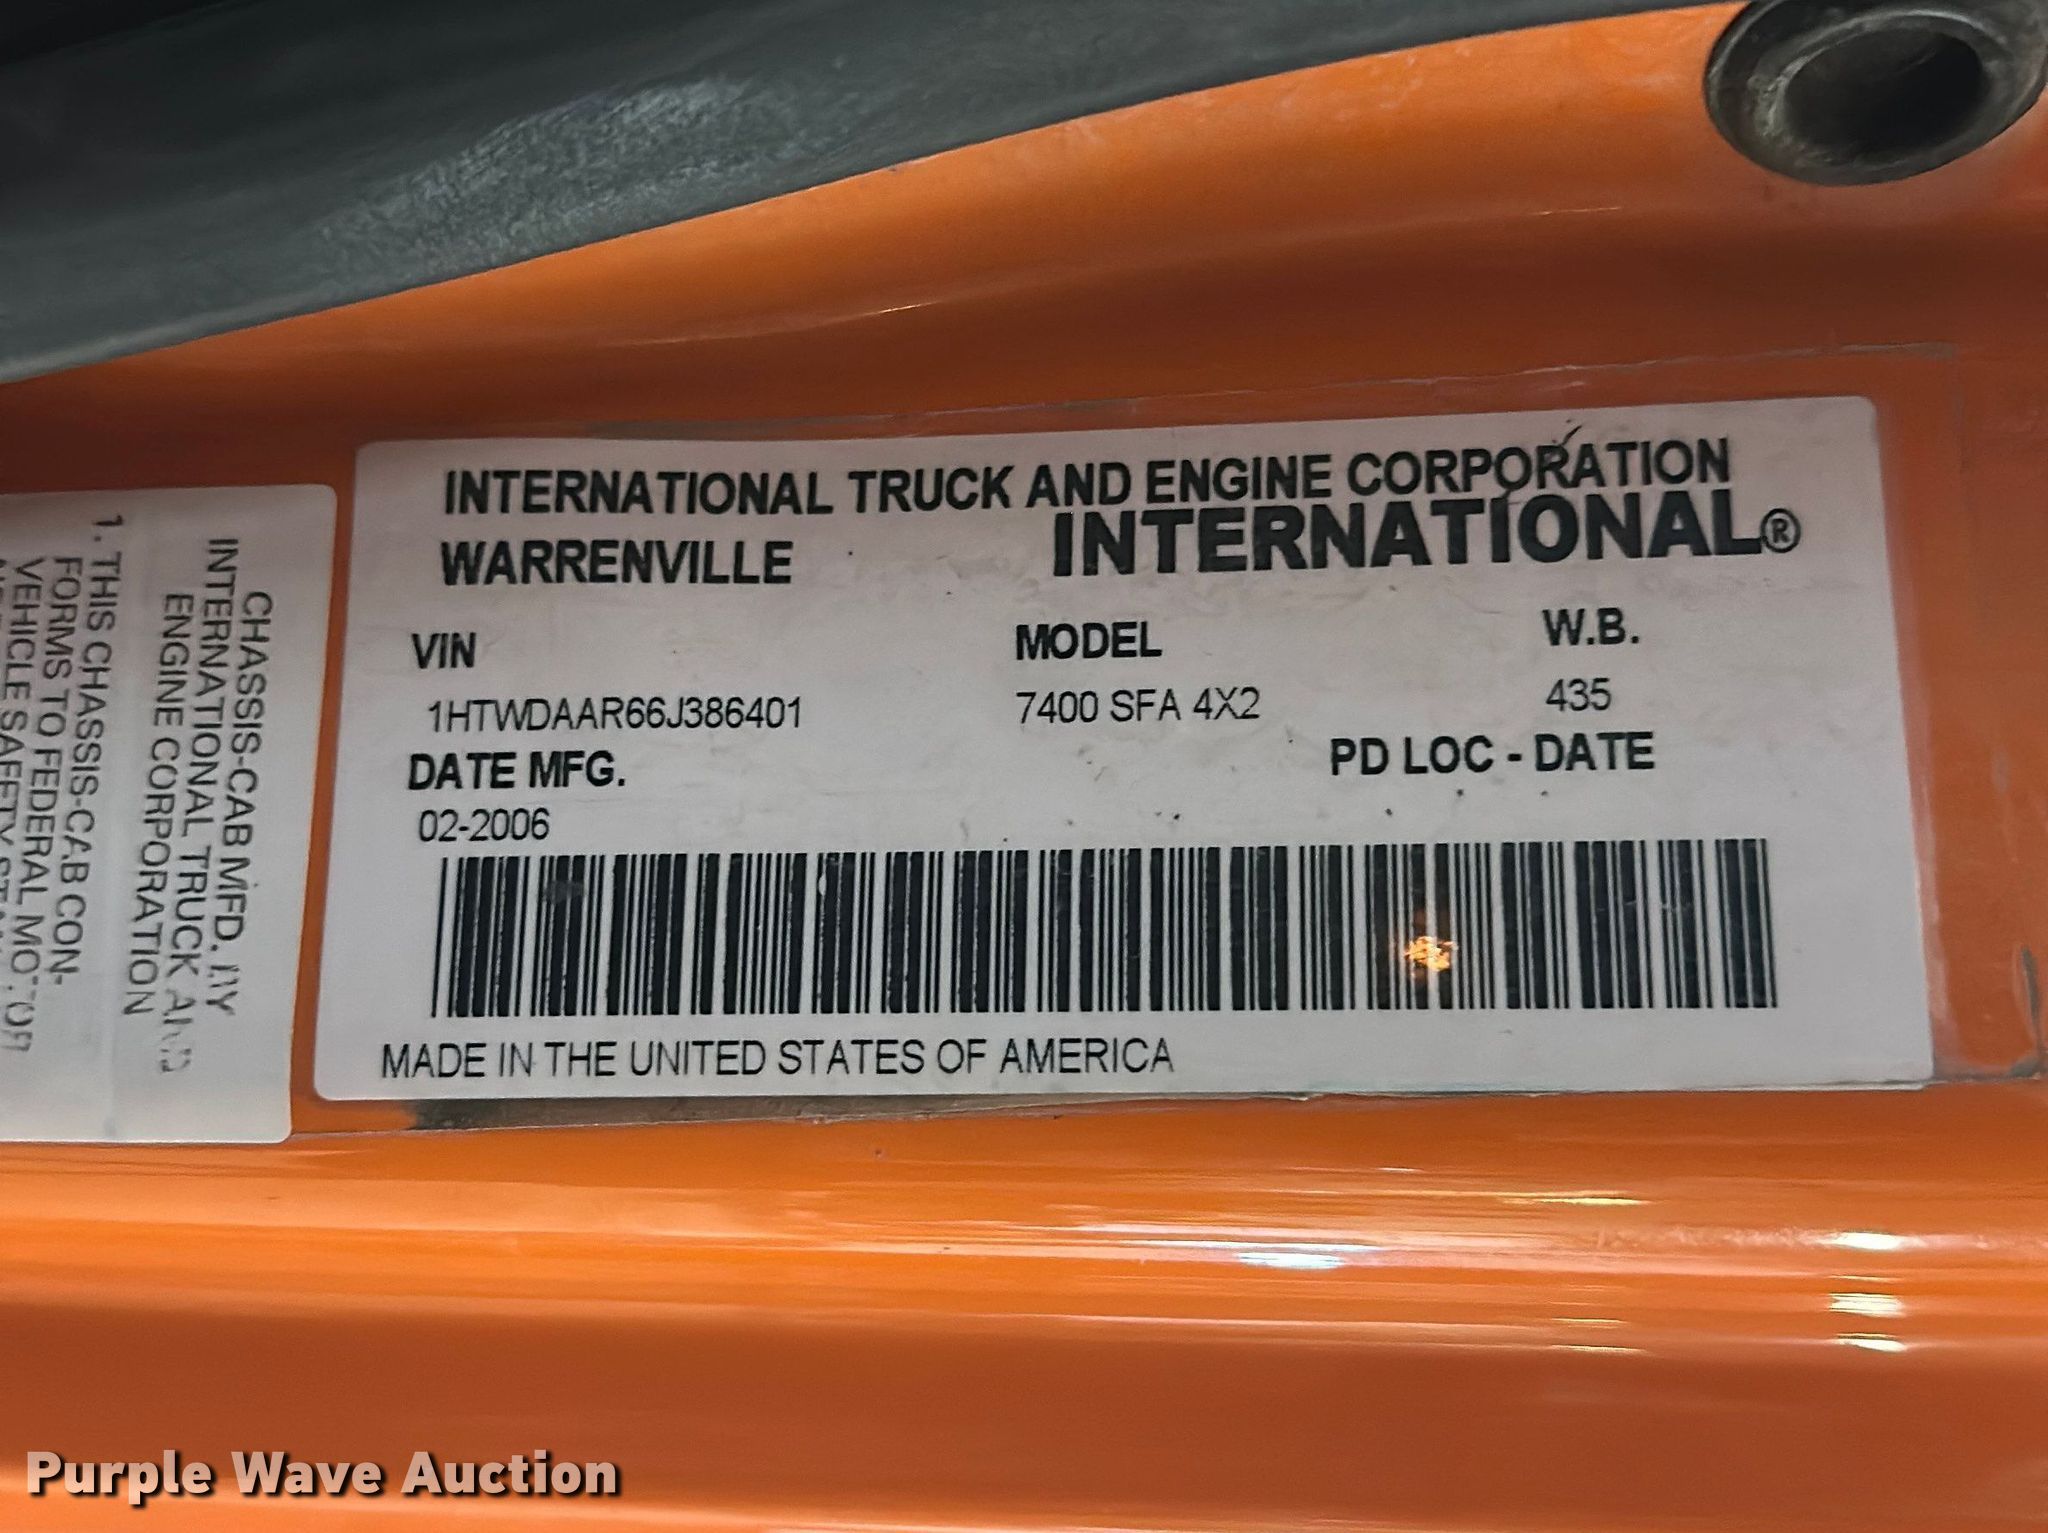 INTERNATIONAL TRUCK AND ENGINE CORPORATION
WARRENVILLE
INTERNATIONAL®
VIN
MODEL
W.B.
1HTWDAAR66J386401
7400 SFA 4X2
435
DATE MFG.
PD LOC - DATE
02-2006
MADE IN THE UNITED STATES OF AMERICA
CHASSIS-CAB MFD. BY
INTERNATIONAL TRUCK AND
ENGINE CORPORATION
1. THIS CHASSIS-CAB CON-
FORMS TO FEDERAL MOTOR
VEHICLE SAFETY
Purple Wave Auction